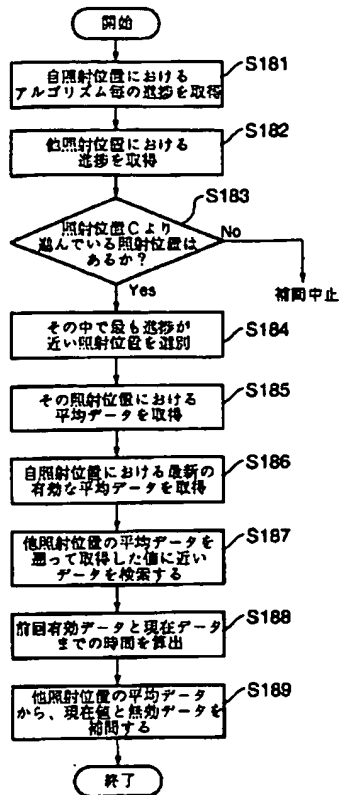 開始
自照射位置における
アルゴリズム毎の進捗を取得
S181
他照射位置における
進捗を取得
S182
照射位置Cより
進んでいる照射位置は
あるか?
S183
No
補間中止
Yes
その中で最も進捗が
近い照射位置を選別
S184
その照射位置における
平均データを取得
S185
自照射位置における最新の
有効な平均データを取得
S186
他照射位置の平均データを
遡って取得した値に近い
データを検索する
S187
前回有効データと現在データ
までの時間を算出
S188
他照射位置の平均データ
から、現在値と無効データを
補間する
S189
終了